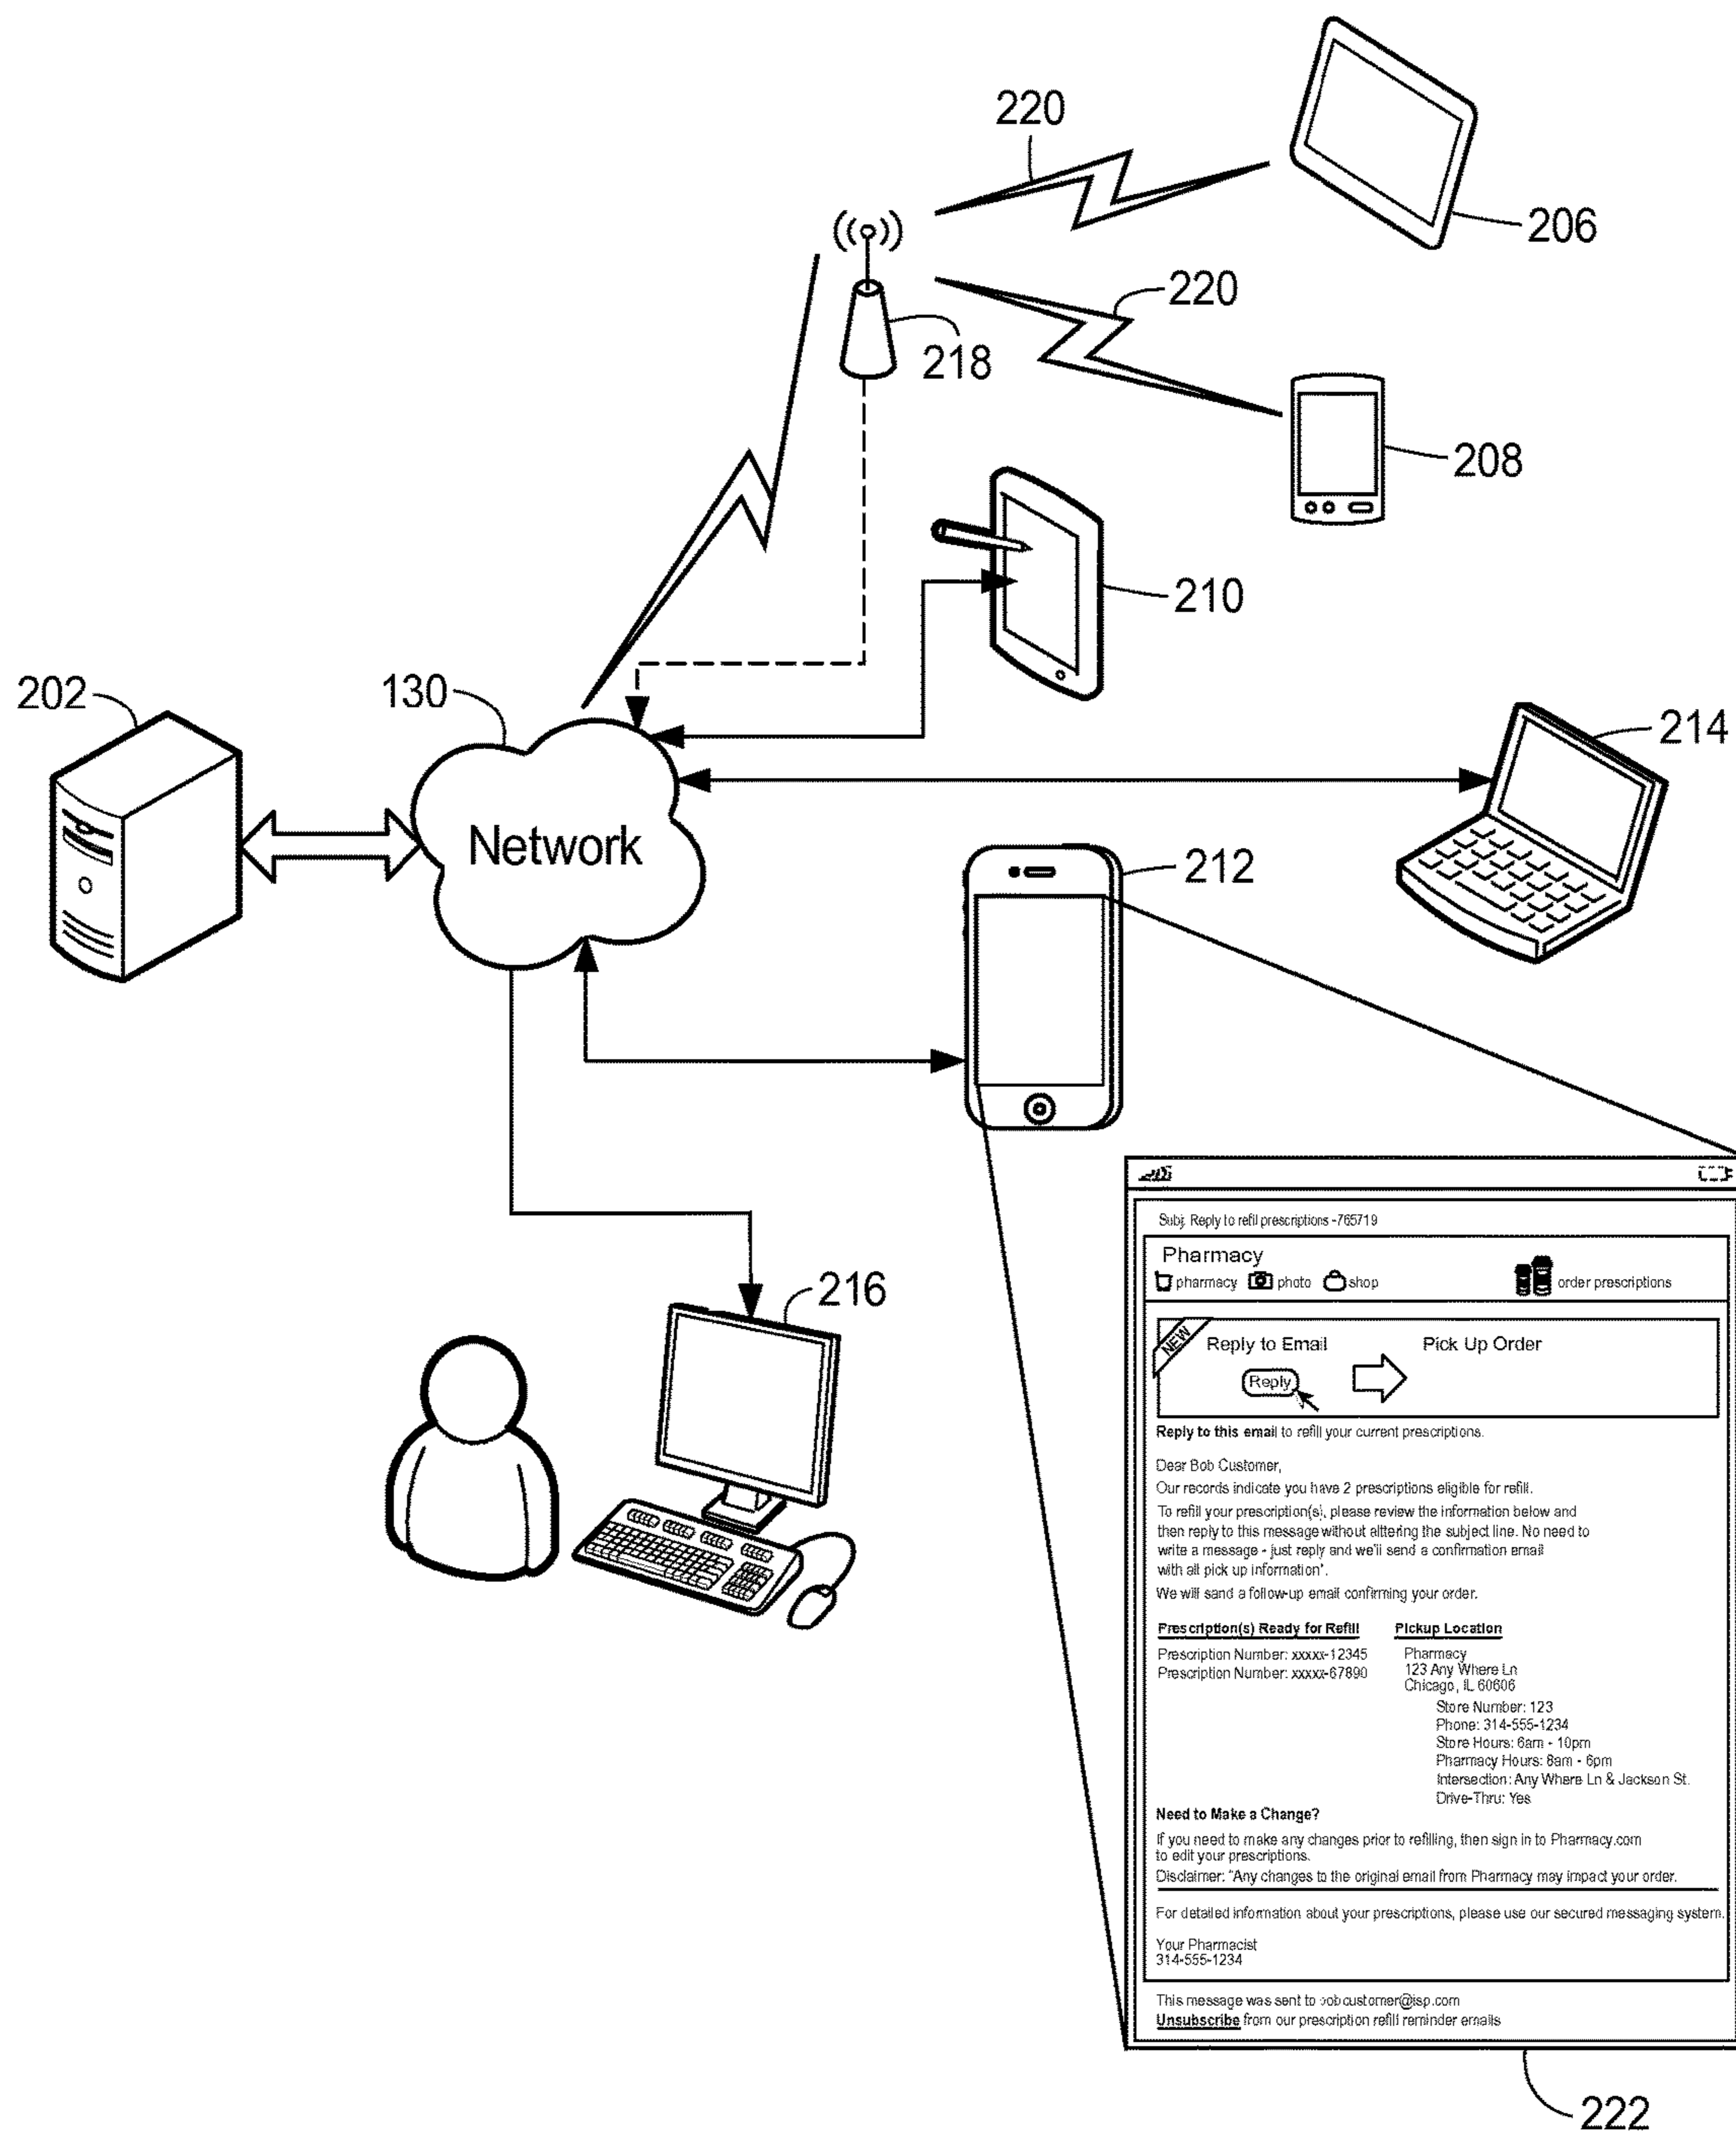 220
206
220
218
208
210
202
130
214
Network
212
216
Subj: Reply to refill prescriptions -765719
Pharmacy
pharmacy photo shop order prescriptions
NEW
Reply to Email Pick Up Order
Reply
Reply to this email to refill your current prescriptions.
Dear Bob Customer,
Our records indicate you have 2 prescriptions eligible for refill.
To refill your prescription(s), please review the information below and
then reply to this message without altering the subject line. No need to
write a message - just reply and we'll send a confirmation email
with all pick up information*.
We will sand a follow-up email confirming your order.
Prescription(s) Ready for Refill Pickup Location
Prescription Number: xxxxx-12345 Pharmacy
Prescription Number: xxxxx-67890 123 Any Where Ln
Chicago, IL 60606
Store Number: 123
Phone: 314-555-1234
Store Hours: 6am - 10pm
Pharmacy Hours: 8am - 6pm
Intersection: Any Where Ln & Jackson St.
Drive-Thru: Yes
Need to Make a Change?
If you need to make any changes prior to refilling, then sign in to Pharmacy.com
to edit your prescriptions.
Disclaimer: *Any changes to the original email from Pharmacy may impact your order.
For detailed information about your prescriptions, please use our secured messaging system.
Your Pharmacist
314-555-1234
This message was sent to bobcustomer@isp.com
Unsubscribe from our prescription refill reminder emails
222